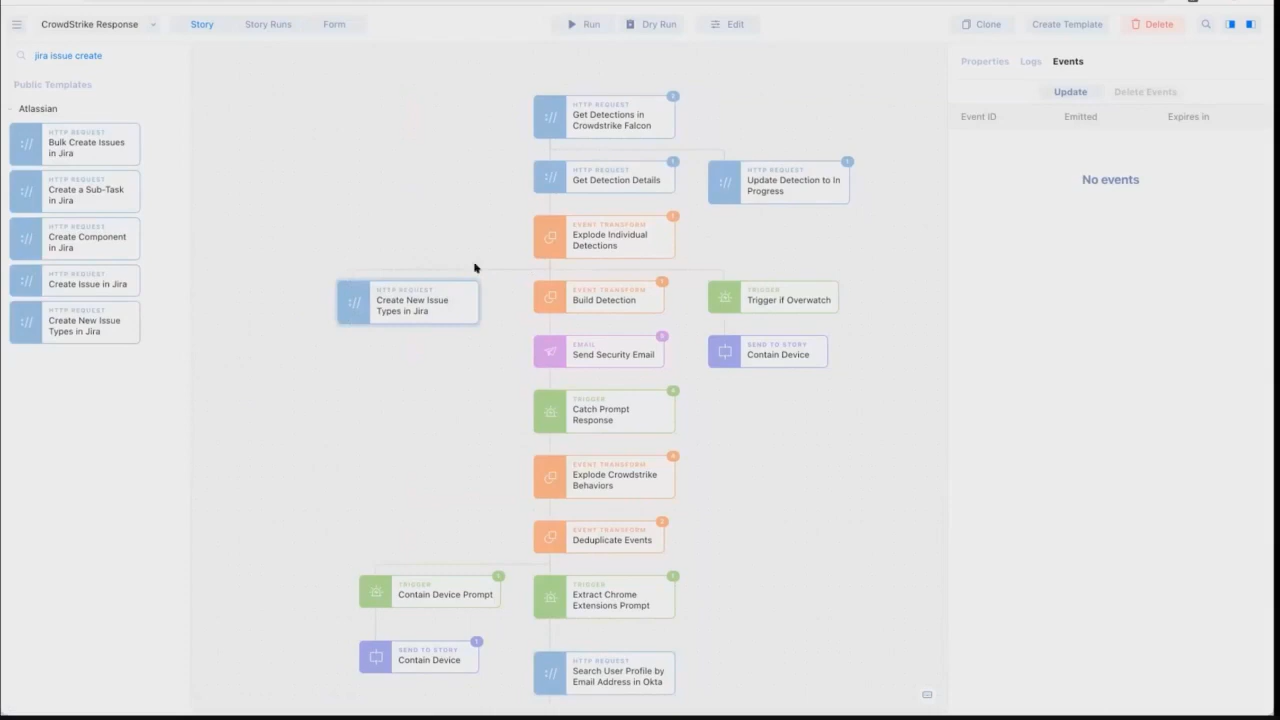 CrowdStrike Response
Story
Story Runs
Form
Run
Dry Run
Edit
Clone
Create Template
Delete
jira issue create
Public Templates
Atlassian
HTTP REQUEST
Bulk Create Issues
in Jira
HTTP REQUEST
Create a Sub-Task
in Jira
HTTP REQUEST
Create Component
in Jira
HTTP REQUEST
Create Issue in Jira
HTTP REQUEST
Create New Issue
Types in Jira
HTTP REQUEST
Get Detections in
Crowdstrike Falcon
HTTP REQUEST
Get Detection Details
1
HTTP REQUEST
Update Detection to In
Progress
1
EVENT TRANSFORM
Explode Individual
Detections
HTTP REQUEST
Create New Issue
Types in Jira
EVENT TRANSFORM
Build Detection
TRIGGER
Trigger if Overwatch
EMAIL
Send Security Email
SEND TO STORY
Contain Device
TRIGGER
Catch Prompt
Response
EVENT TRANSFORM
Explode Crowdstrike
Behaviors
EVENT TRANSFORM
Deduplicate Events
TRIGGER
Contain Device Prompt
1
TRIGGER
Extract Chrome
Extensions Prompt
1
SEND TO STORY
Contain Device
1
HTTP REQUEST
Search User Profile by
Email Address in Okta
Properties
Logs
Events
Update
Delete Events
Event ID
Emitted
Expires in
No events